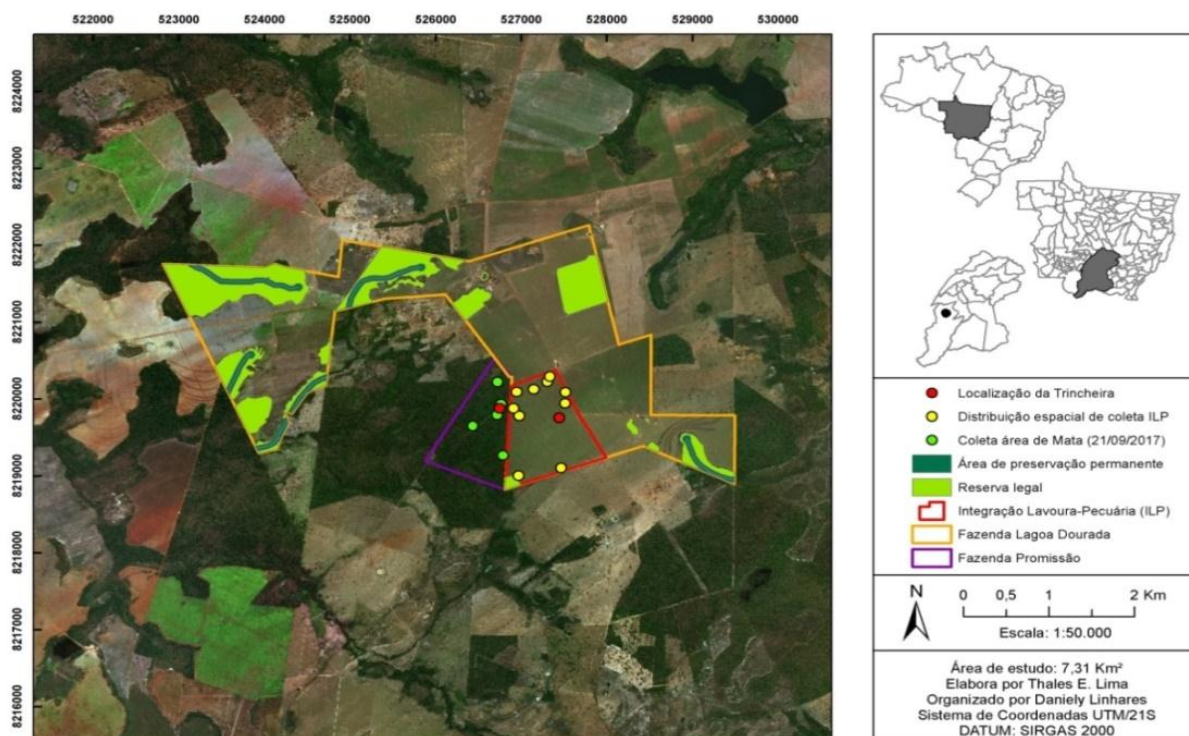 522000 523000 524000 525000 526000 527000 528000 529000 530000
8224000
8223000
8222000
8221000
8220000
8219000
8218000
8217000
8216000
Localização da Trincheira
Distribuição espacial de coleta ILP
Coleta área de Mata (21/09/2017)
Área de preservação permanente
Reserva legal
Integração Lavoura-Pecuária (ILP)
Fazenda Lagoa Dourada
Fazenda Promissão
N
0 0,5 1 2 Km
Escala: 1:50.000
Área de estudo: 7,31 Km²
Elabora por Thales E. Lima
Organizado por Daniely Linhares
Sistema de Coordenadas UTM/21S
DATUM: SIRGAS 2000